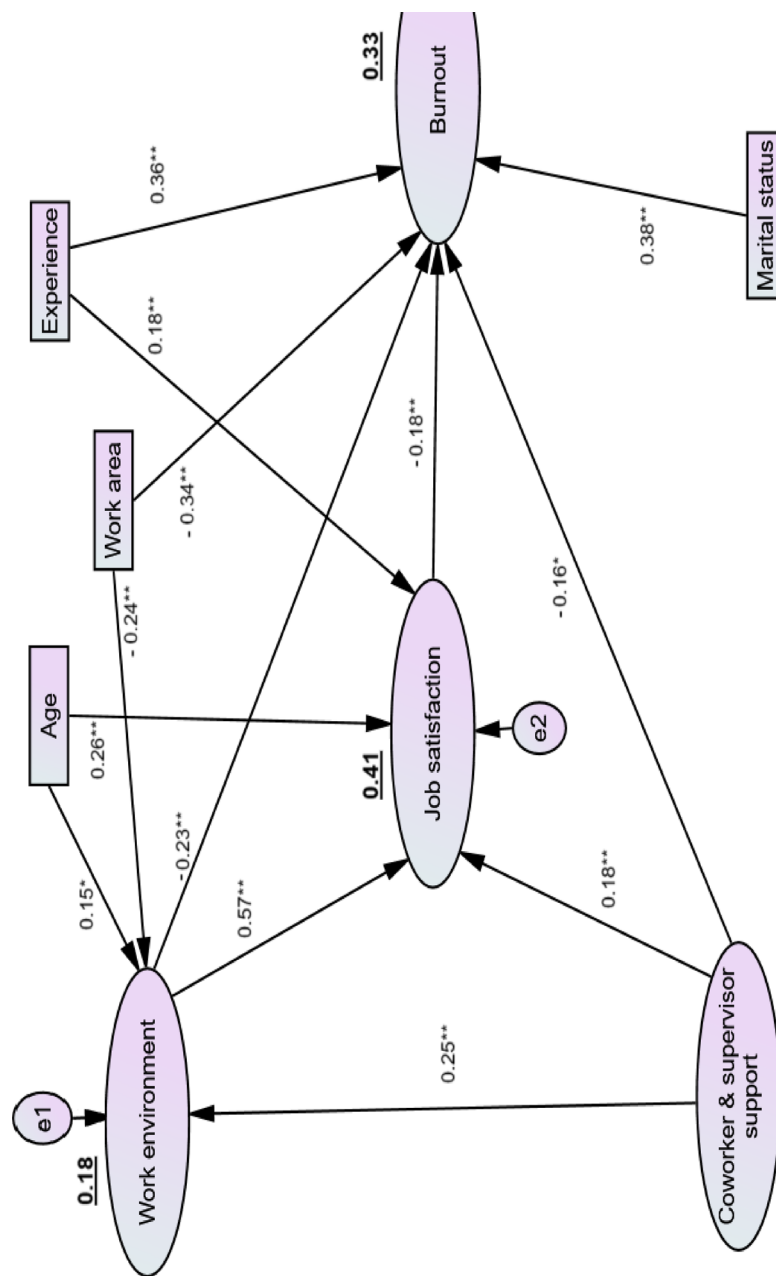 e1
0.18
Work environment
0.15*
Age
0.26**
- 0.24**
Work area
Experience
0.36**
0.18**
- 0.34**
- 0.23**
0.57**
0.25**
0.41
Job satisfaction
e2
- 0.18**
0.33
Burnout
- 0.16*
0.18**
0.38**
Coworker & supervisor
support
Marital status